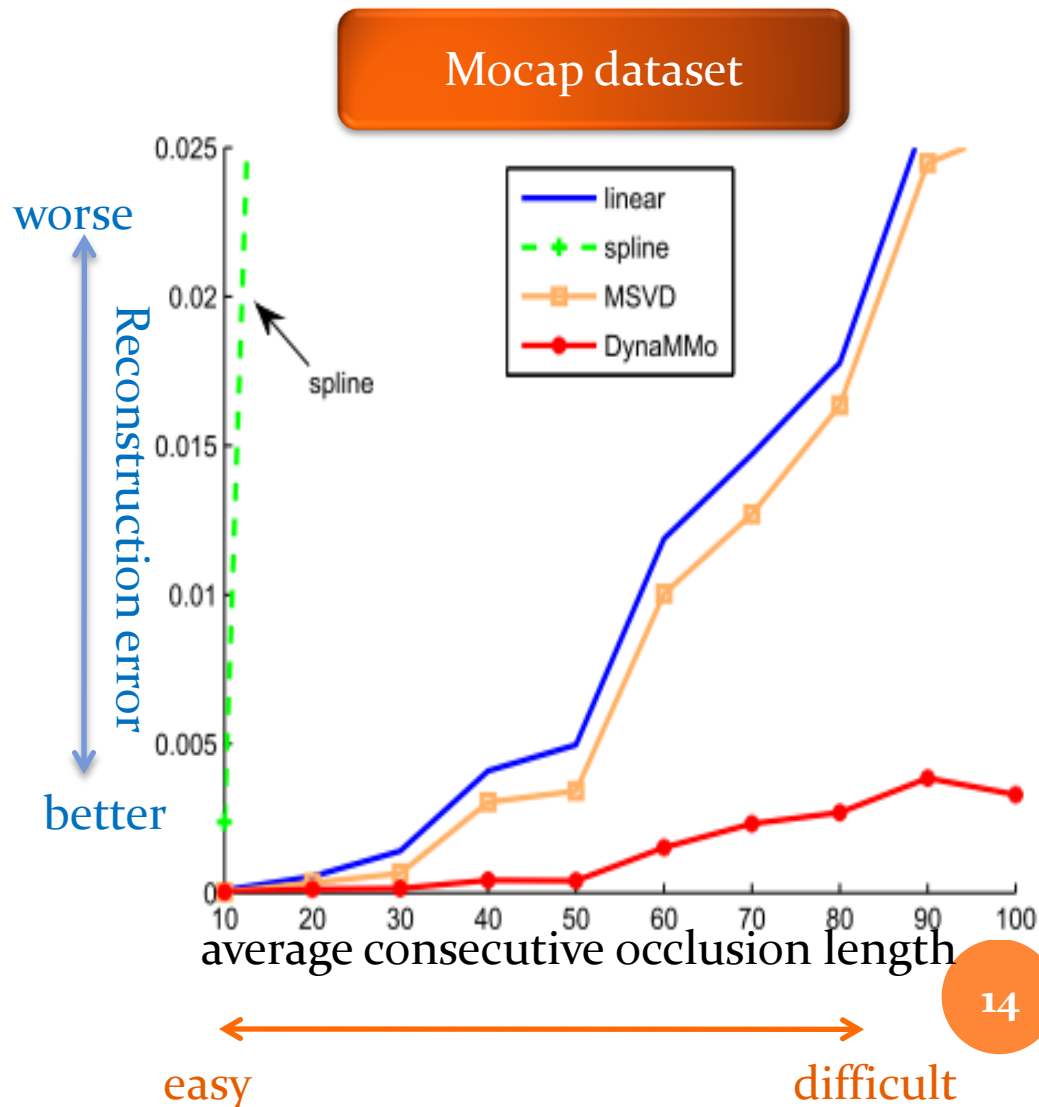 Mocap dataset
worse
Reconstruction error
better
0.025
0.02
0.015
0.01
0.005
0
linear
spline
MSVD
DynaMMo
spline
10 20 30 40 50 60 70 80 90 100
average consecutive occlusion length
14
easy difficult